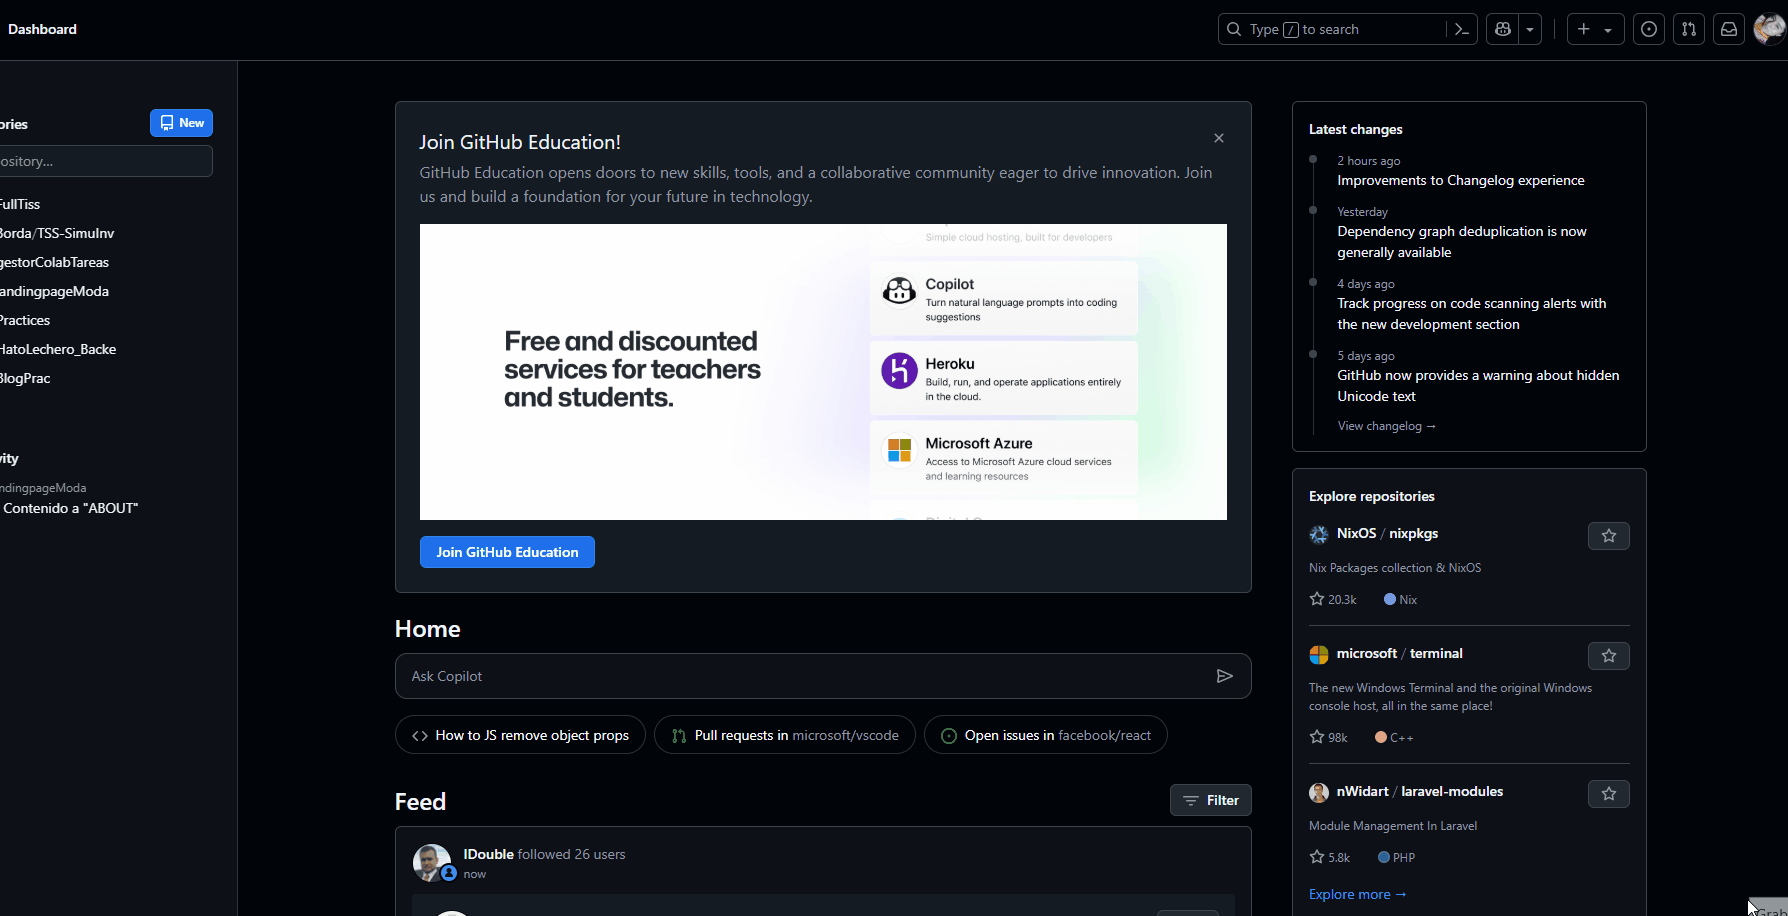 Dashboard
Type / to search
ories
New
ository...
FullTiss
Borda/TSS-SimuInv
gestorColabTareas
andingpageModa
Practices
HatoLechero_Backe
BlogPrac
vity
ndingpageModa
Contenido a "ABOUT"
Join GitHub Education!
GitHub Education opens doors to new skills, tools, and a collaborative community eager to drive innovation. Join
us and build a foundation for your future in technology.
Free and discounted
services for teachers
and students.
Simple cloud hosting, built for developers
Copilot
Turn natural language prompts into coding
suggestions
Heroku
Build, run, and operate applications entirely
in the cloud.
Microsoft Azure
Access to Microsoft Azure cloud services
and learning resources
Join GitHub Education
Home
Ask Copilot
How to JS remove object props
Pull requests in microsoft/vscode
Open issues in facebook/react
Feed
Filter
IDouble followed 26 users
now
Latest changes
2 hours ago
Improvements to Changelog experience
Yesterday
Dependency graph deduplication is now
generally available
4 days ago
Track progress on code scanning alerts with
the new development section
5 days ago
GitHub now provides a warning about hidden
Unicode text
View changelog →
Explore repositories
NixOS / nixpkgs
Nix Packages collection & NixOS
20.3k
Nix
microsoft / terminal
The new Windows Terminal and the original Windows
console host, all in the same place!
98k
C++
nWidart / laravel-modules
Module Management In Laravel
5.8k
PHP
Explore more →